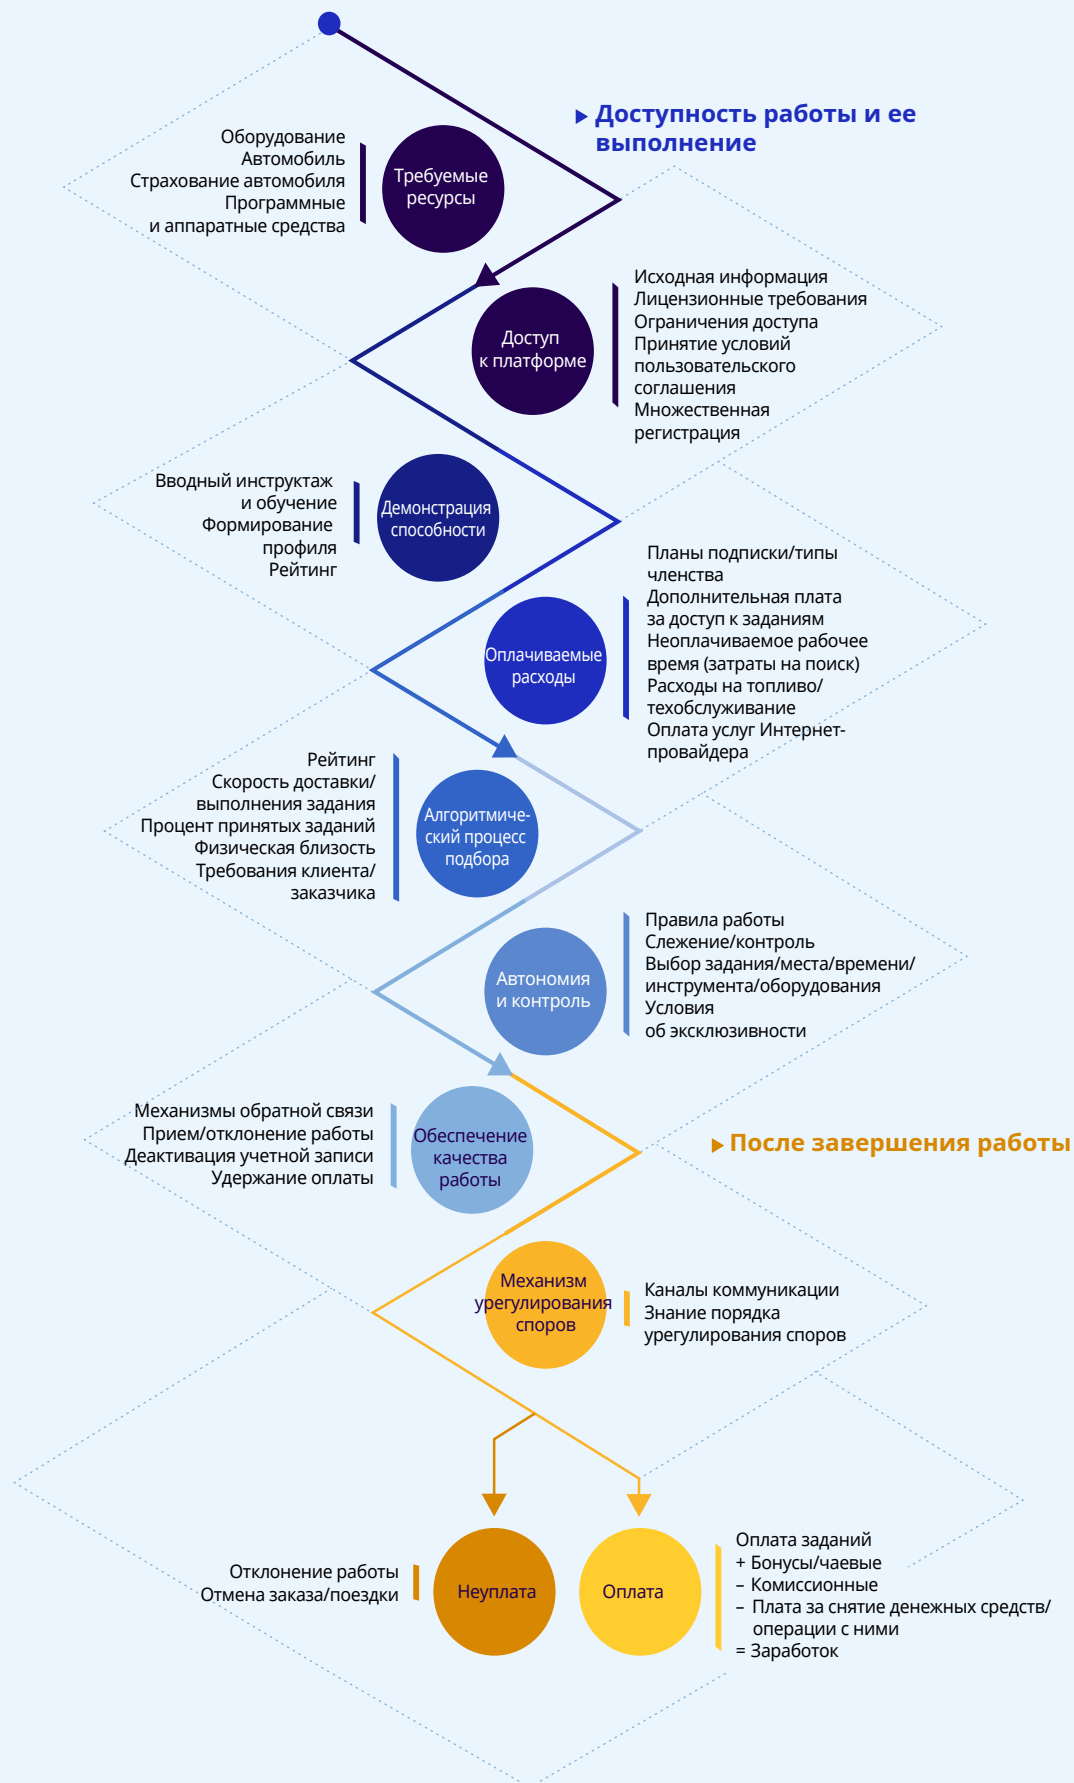 Доступность работы и ее
выполнение
Оборудование
Автомобиль
Страхование автомобиля
Программные
и аппаратные средства
Требуемые
ресурсы
Доступ
к платформе
Исходная информация
Лицензионные требования
Ограничения доступа
Принятие условий
пользовательского
соглашения
Множественная
регистрация
Вводный инструктаж
и обучение
Формирование
профиля
Рейтинг
Демонстрация
способности
Оплачиваемые
расходы
Планы подписки/типы
членства
Дополнительная плата
за доступ к заданиям
Неоплачиваемое рабочее
время (затраты на поиск)
Расходы на топливо/
техобслуживание
Оплата услуг Интернет-
провайдера
Рейтинг
Скорость доставки/
выполнения задания
Процент принятых заданий
Физическая близость
Требования клиента/
заказчика
Алгоритмиче-
ский процесс
подбора
Автономия
и контроль
Правила работы
Слежение/контроль
Выбор задания/места/времени/
инструмента/оборудования
Условия
об эксклюзивности
Механизмы обратной связи
Прием/отклонение работы
Деактивация учетной записи
Удержание оплаты
Обеспечение
качества
работы
После завершения работы
Механизм
урегулирования
споров
Каналы коммуникации
Знание порядка
урегулирования споров
Отклонение работы
Отмена заказа/поездки
Неуплата
Оплата
Оплата заданий
+ Бонусы/чаевые
– Комиссионные
– Плата за снятие денежных средств/
операции с ними
= Заработок